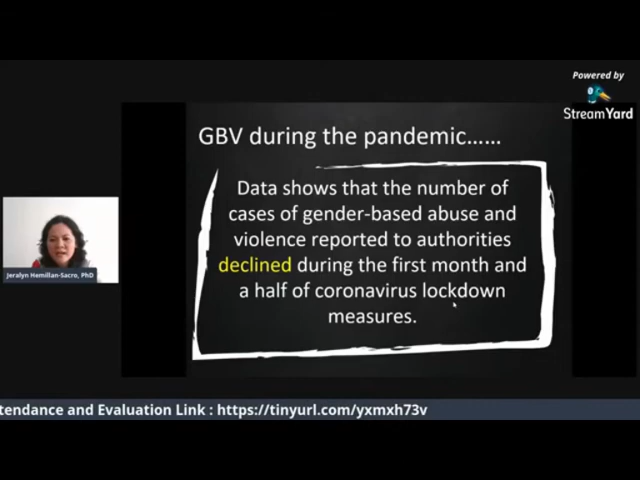 Powered by
StreamYard
GBV during the pandemic……
Data shows that the number of
cases of gender-based abuse and
violence reported to authorities
declined during the first month and
a half of coronavirus lockdown
measures.
Jeralyn Hemillan-Sacro, PhD
tendance and Evaluation Link : https://tinyurl.com/yxmxh73v